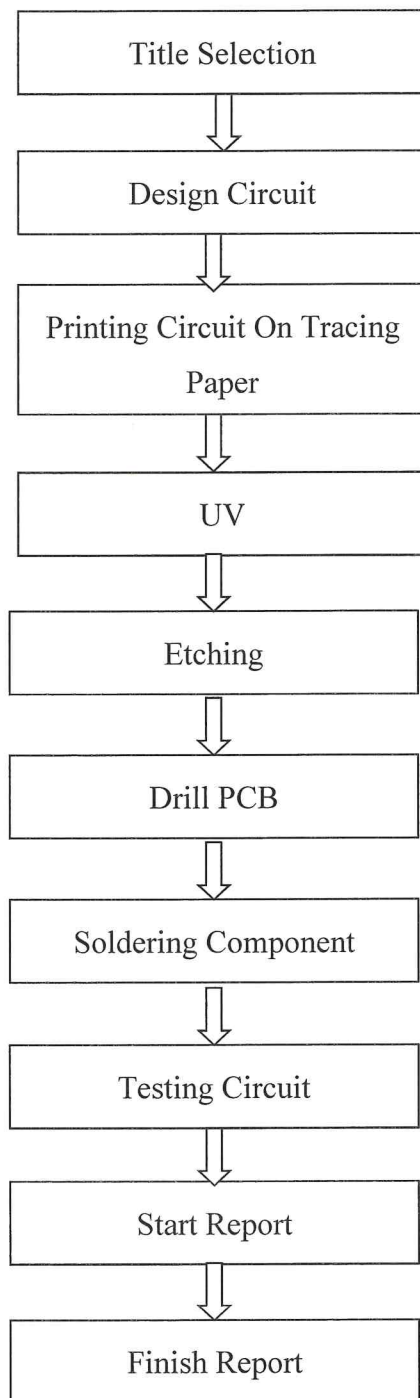 Title Selection
Design Circuit
Printing Circuit On Tracing
Paper
UV
Etching
Drill PCB
Soldering Component
Testing Circuit
Start Report
Finish Report